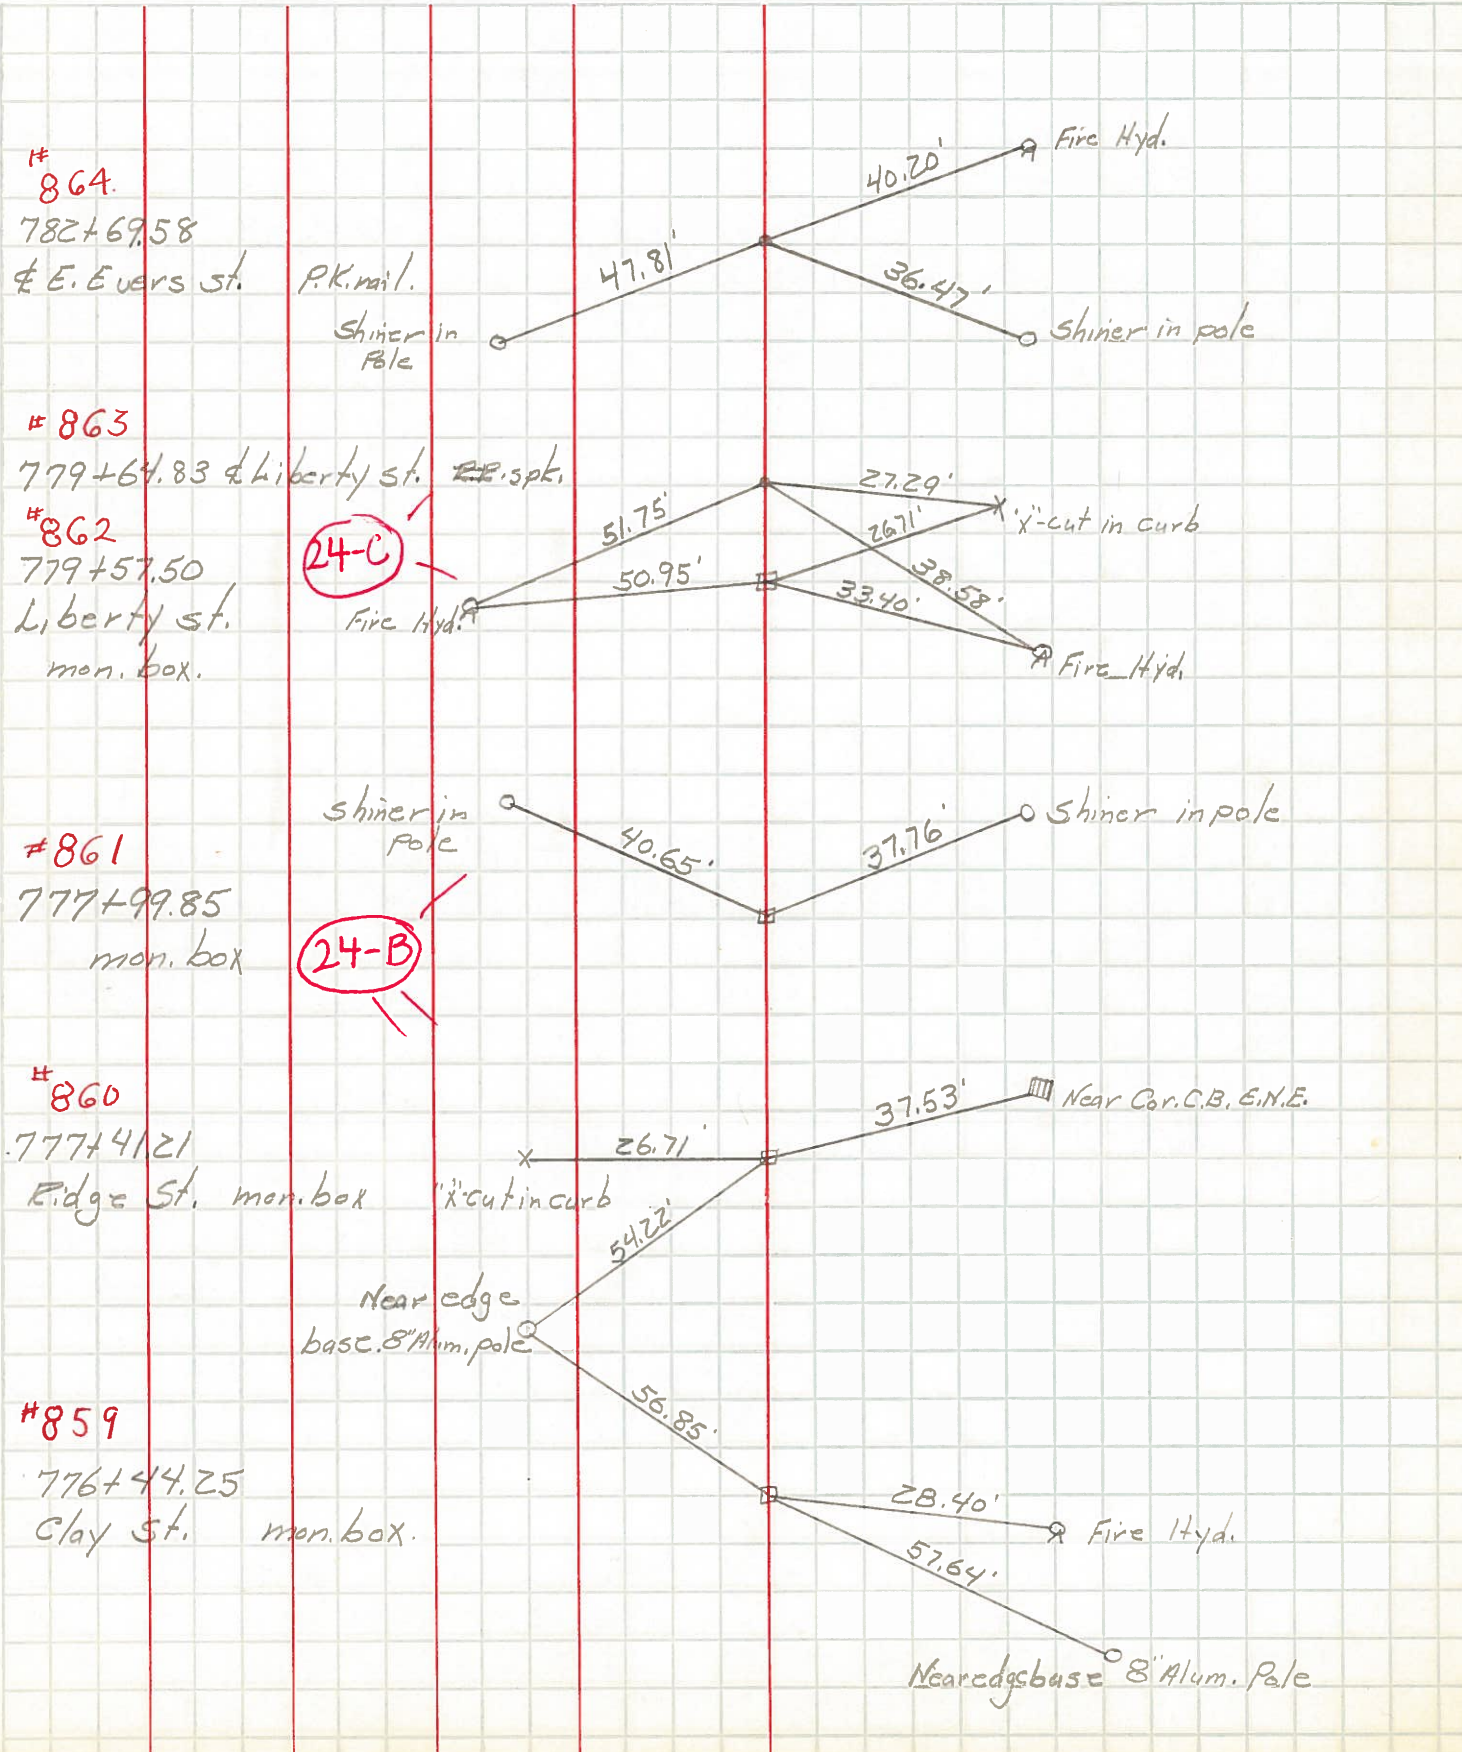 #
864.
40.20' Fire Hyd.
782+69.58
47.81'
₵ E. Evers st. P.K. nail.
36.47'
Shiner in
Pole
Shiner in pole
#863
779+64.83 ₵ Liberty st. R.R. spk.
27.29'
51.75'
"X"-cut in curb
26.71'
#862
24-C
779+57.50
50.95'
38.58'
33.40'
Liberty st.
Fire Hyd.
mon. box.
Fire Hyd.
Shiner in
pole
Shiner in pole
40.65'
37.76'
#861
777+99.85
mon. box
24-B
#860
37.53'
Near Cor. C.B. E.N.E.
777+41.21
26.71'
Ridge St. mon. box
"X"-cut in curb
54.22'
Near edge
base. 8" Alum. pole
56.85'
#859
776+44.25
28.40'
Clay St. mon. box.
Fire Hyd.
57.64'
Near edge base 8" Alum. Pole